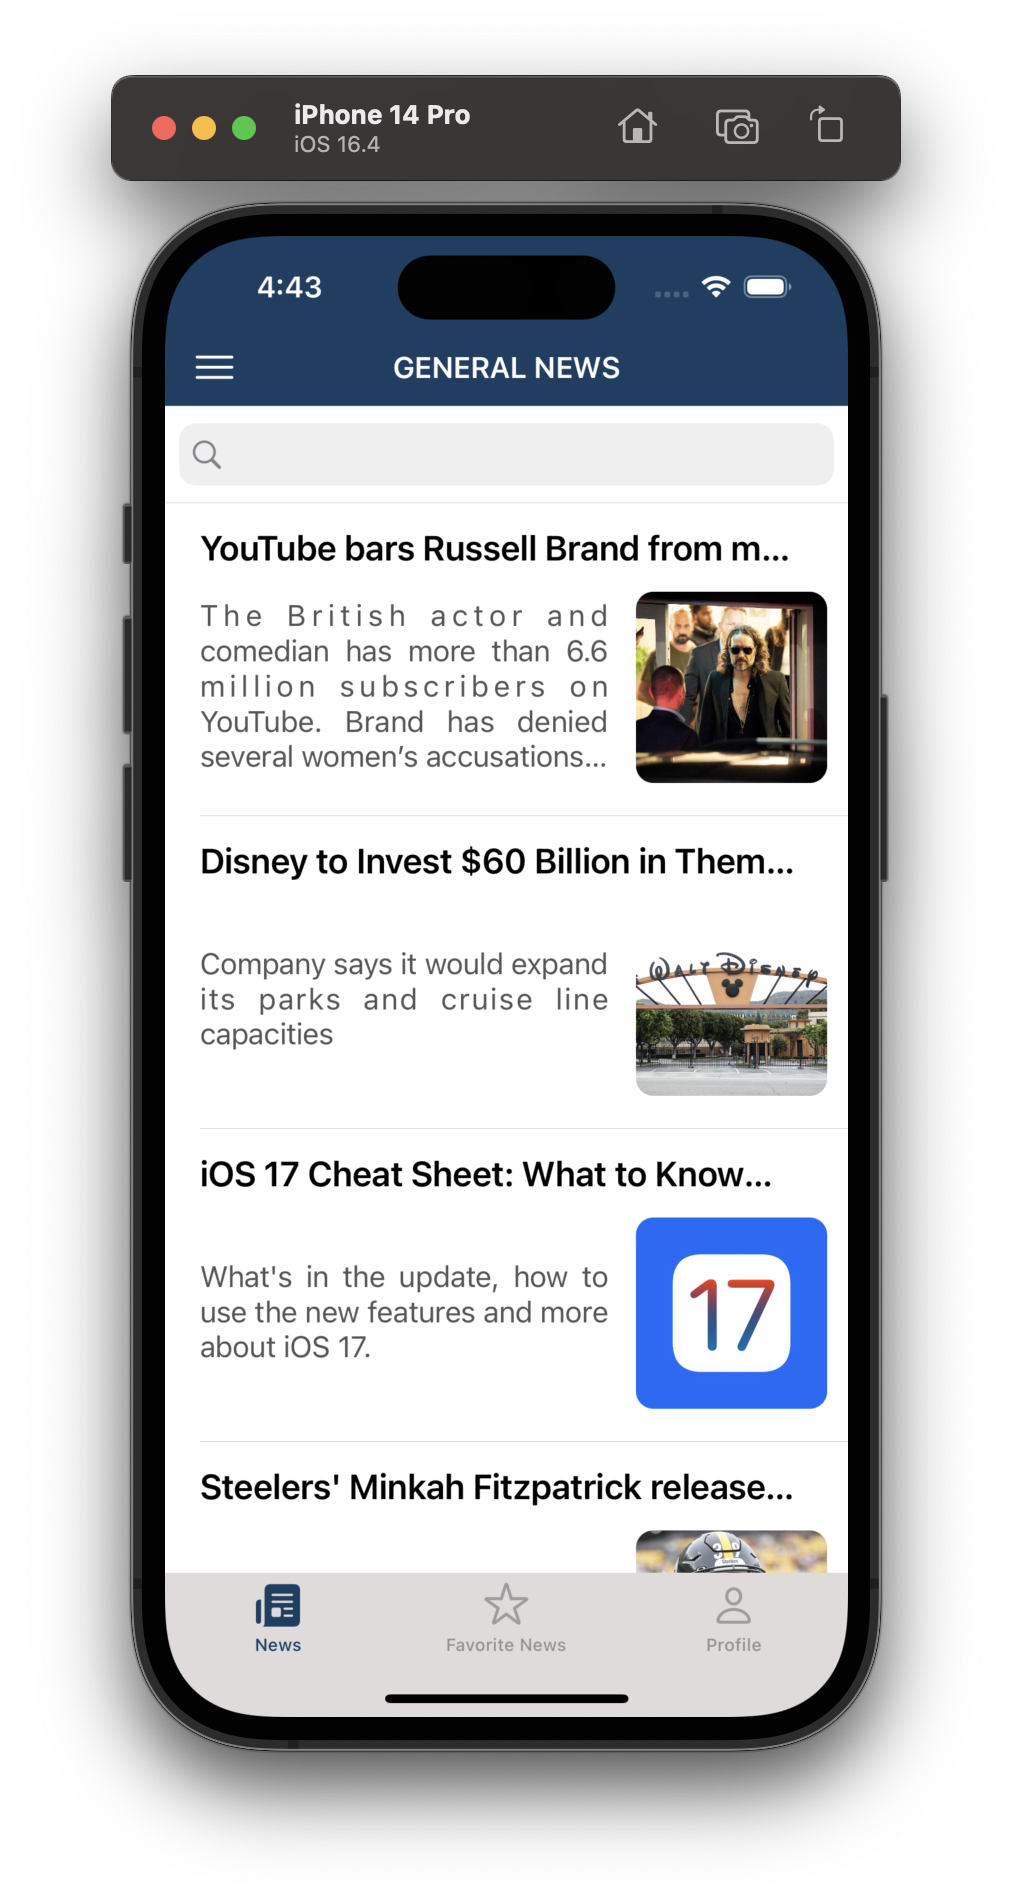 iPhone 14 Pro
iOS 16.4
4:43
GENERAL NEWS
YouTube bars Russell Brand from m...
The British actor and
comedian has more than 6.6
million subscribers on
YouTube. Brand has denied
several women’s accusations...
Disney to Invest $60 Billion in Them...
Company says it would expand
its parks and cruise line
capacities
WALT DISNEY
iOS 17 Cheat Sheet: What to Know...
What's in the update, how to
use the new features and more
about iOS 17.
17
Steelers' Minkah Fitzpatrick release...
39
Steelers
News
Favorite News
Profile